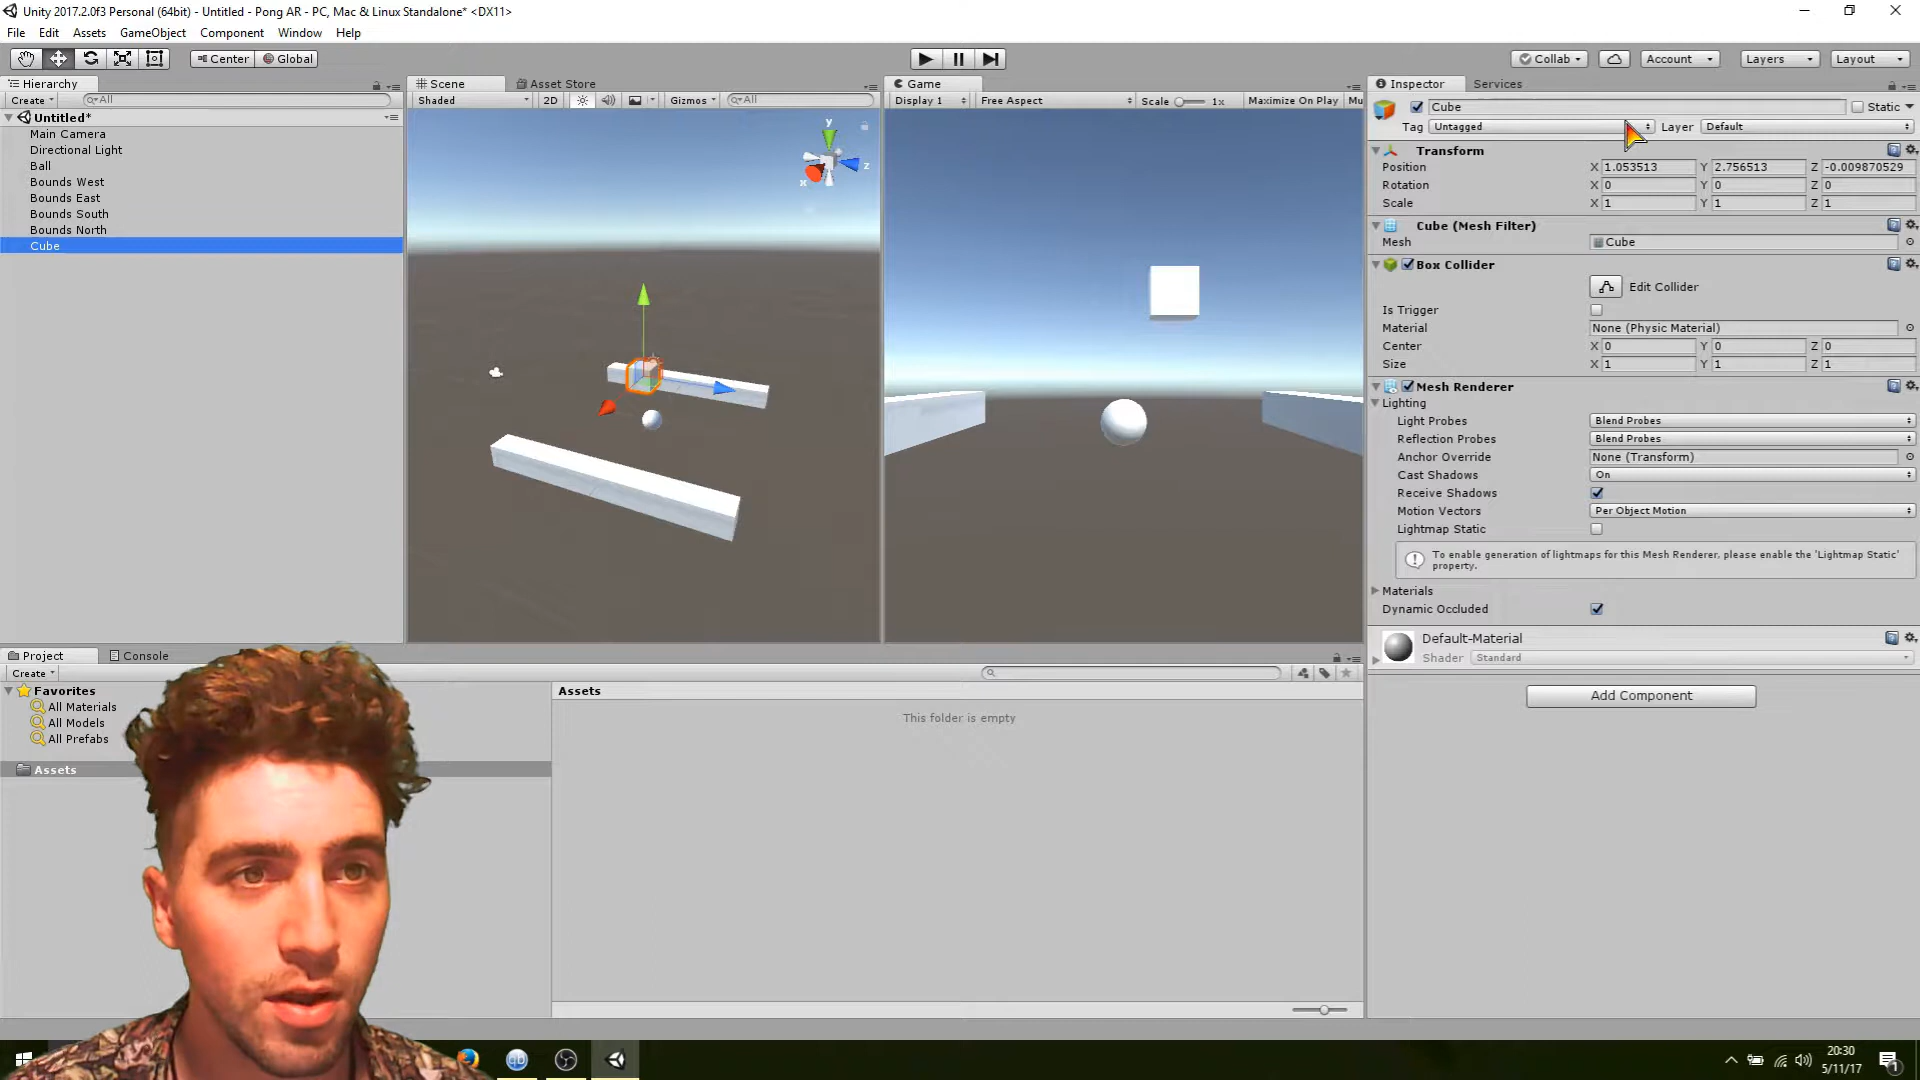 Unity 2017.2.0f3 Personal (64bit) - Untitled - Pong AR - PC, Mac & Linux Standalone* <DX11>
File Edit Assets GameObject Component Window Help
Center Global Collab Account Layers Layout
Hierarchy
Create All
Untitled*
Main Camera
Directional Light
Ball
Bounds West
Bounds East
Bounds South
Bounds North
Cube
Scene Asset Store
Shaded 2D Gizmos All
y
z
x
Game
Display 1 Free Aspect Scale 1x Maximize On Play Mu
Inspector Services
Cube Static
Tag Untagged Layer Default
Transform
Position X 1.053513 Y 2.756513 Z -0.009870529
Rotation X 0 Y 0 Z 0
Scale X 1 Y 1 Z 1
Cube (Mesh Filter)
Mesh Cube
Box Collider
Edit Collider
Is Trigger
Material None (Physic Material)
Center X 0 Y 0 Z 0
Size X 1 Y 1 Z 1
Mesh Renderer
Lighting
Light Probes Blend Probes
Reflection Probes Blend Probes
Anchor Override None (Transform)
Cast Shadows On
Receive Shadows
Motion Vectors Per Object Motion
Lightmap Static
To enable generation of lightmaps for this Mesh Renderer, please enable the 'Lightmap Static'
property.
Materials
Dynamic Occluded
Default-Material
Shader Standard
Add Component
Project Console
Create
Favorites
All Materials
All Models
All Prefabs
Assets
Assets
This folder is empty
20:30
5/11/17
1